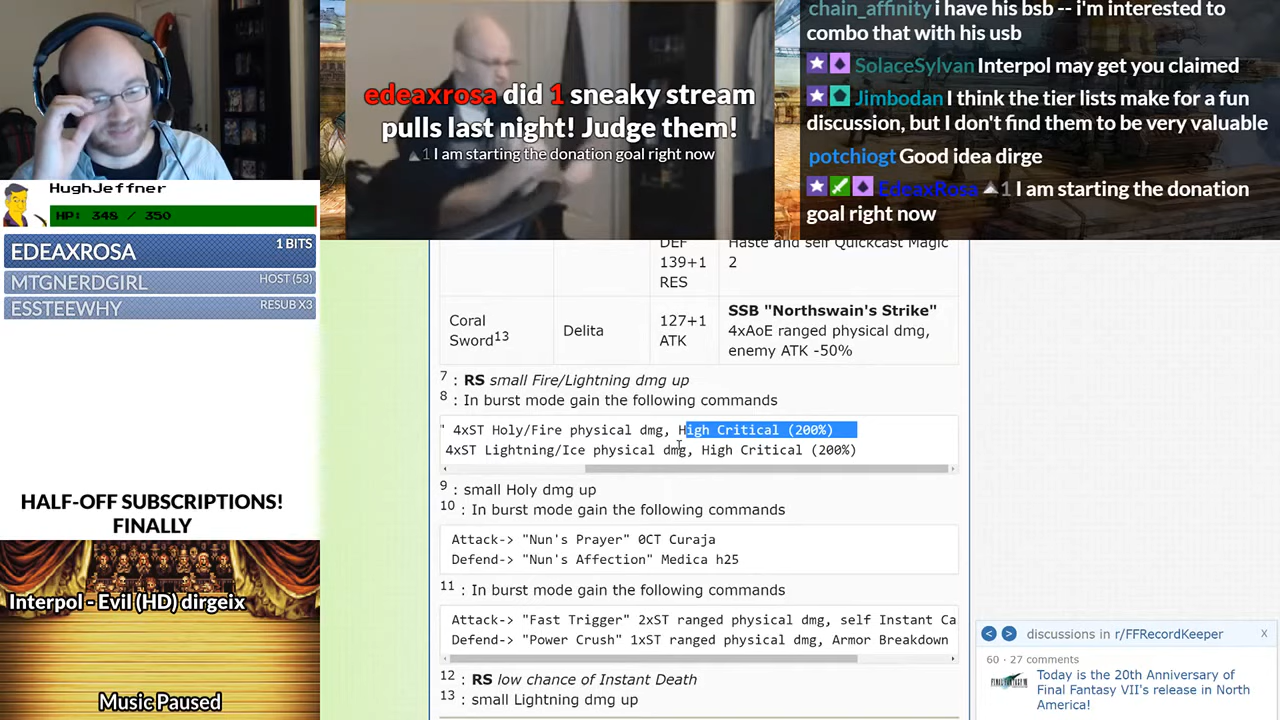 edeaxrosa did 1 sneaky stream
pulls last night! Judge them!
1 I am starting the donation goal right now
chain_affinity i have his bsb -- i'm interested to
combo that with his usb
SolaceSylvan Interpol may get you claimed
Jimbodan I think the tier lists make for a fun
discussion, but I don't find them to be very valuable
potchiogt Good idea dirge
EdeaxRosa 1 I am starting the donation
goal right now
HughJeffner
HP: 348 / 350
EDEAXROSA 1 BITS
MTGNERDGIRL HOST (53)
ESSTEEWHY RESUB X3
HALF-OFF SUBSCRIPTIONS!
FINALLY
Interpol - Evil (HD) dirgeix
Music Paused
DEF
139+1
RES
Haste and self Quickcast Magic
2
Coral
Sword13
Delita
127+1
ATK
SSB "Northswain's Strike"
4xAoE ranged physical dmg,
enemy ATK -50%
7 : RS small Fire/Lightning dmg up
8 : In burst mode gain the following commands
" 4xST Holy/Fire physical dmg, High Critical (200%)
4xST Lightning/Ice physical dmg, High Critical (200%)
9 : small Holy dmg up
10 : In burst mode gain the following commands
Attack-> "Nun's Prayer" 0CT Curaja
Defend-> "Nun's Affection" Medica h25
11 : In burst mode gain the following commands
Attack-> "Fast Trigger" 2xST ranged physical dmg, self Instant Ca
Defend-> "Power Crush" 1xST ranged physical dmg, Armor Breakdown
12 : RS low chance of Instant Death
13 : small Lightning dmg up
< > discussions in r/FFRecordKeeper X
60 · 27 comments
Today is the 20th Anniversary of
Final Fantasy VII's release in North
America!